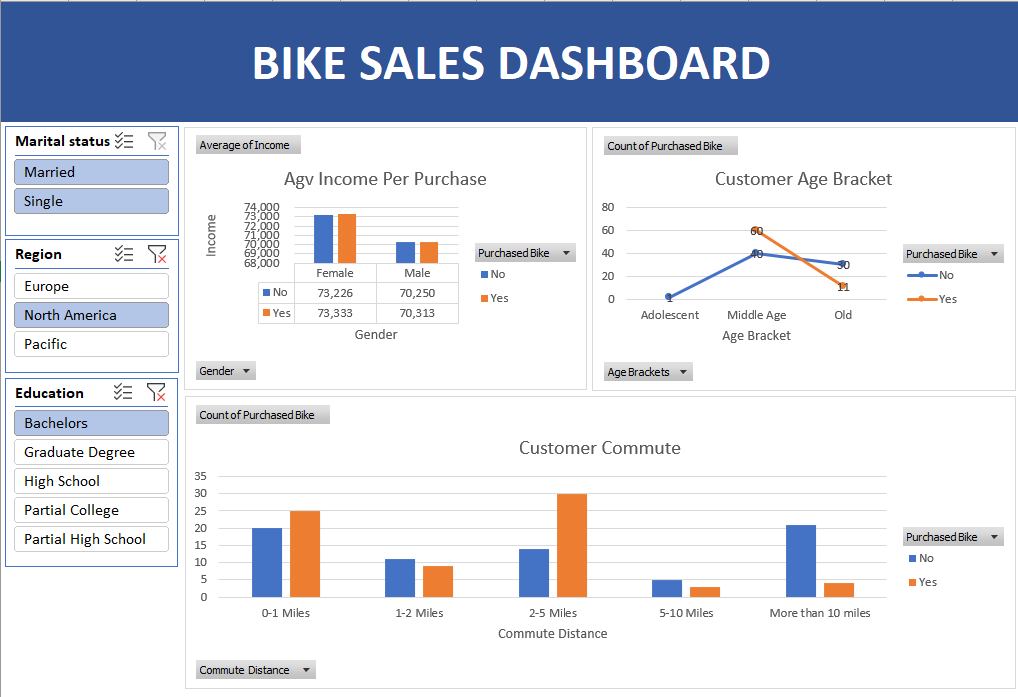 BIKE SALES DASHBOARD
Marital status
Married
Single
Region
Europe
North America
Pacific
Education
Bachelors
Graduate Degree
High School
Partial College
Partial High School
Average of Income
Agv Income Per Purchase
Income
74,000
73,000
72,000
71,000
70,000
69,000
68,000
Female Male
No 73,226 70,250
Yes 73,333 70,313
Gender
Purchased Bike
No
Yes
Gender
Count of Purchased Bike
Customer Age Bracket
80
60
40
20
0
60
40
30
11
1
Adolescent Middle Age Old
Age Bracket
Purchased Bike
No
Yes
Age Brackets
Count of Purchased Bike
Customer Commute
35
30
25
20
15
10
5
0
0-1 Miles 1-2 Miles 2-5 Miles 5-10 Miles More than 10 miles
Commute Distance
Purchased Bike
No
Yes
Commute Distance